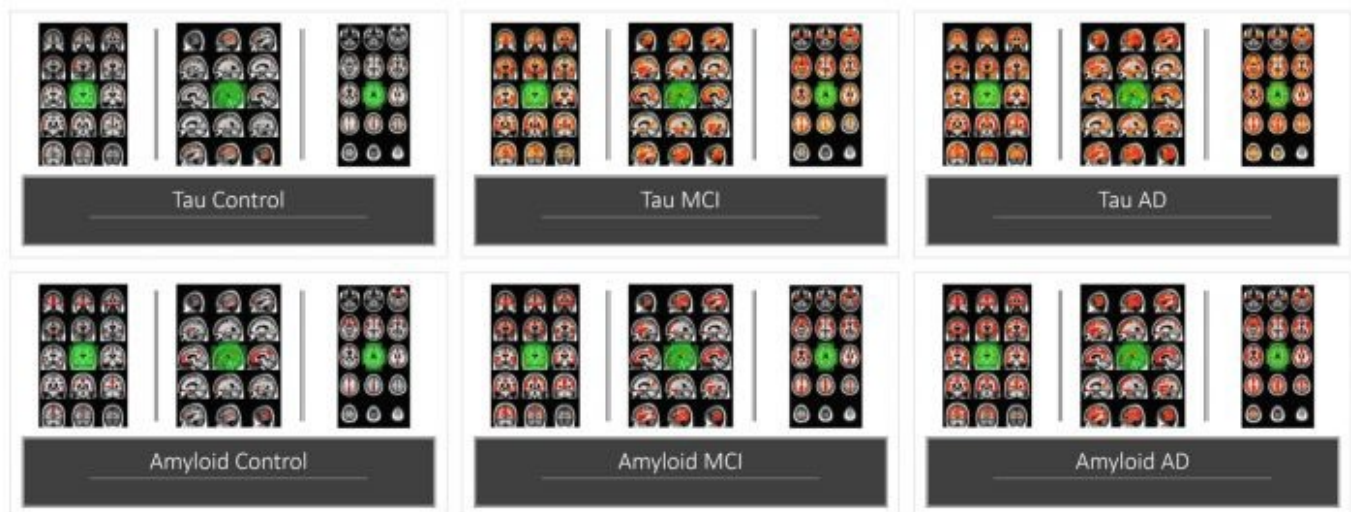 Tau Control
Tau MCI
Tau AD
Amyloid Control
Amyloid MCI
Amyloid AD